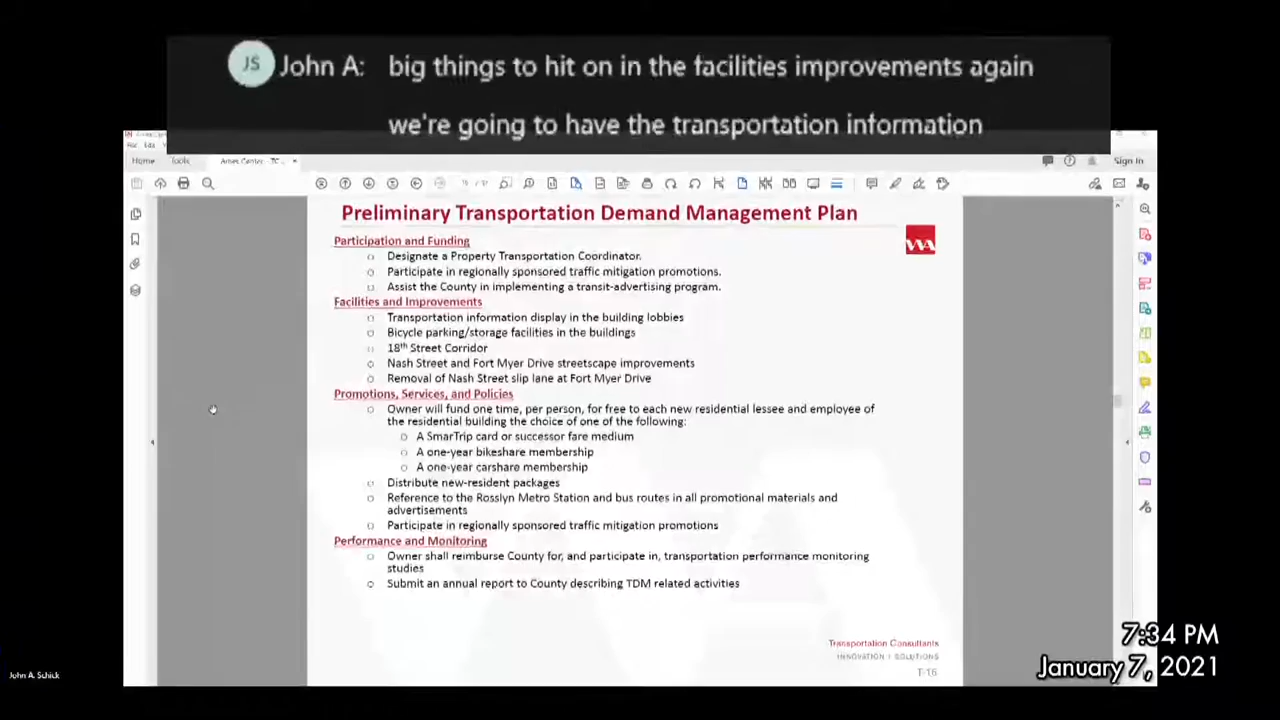 JS John A: big things to hit on in the facilities improvements again
we're going to have the transportation information
Home Tools Ames Center - TC ... Sign In
Preliminary Transportation Demand Management Plan
Participation and Funding
Designate a Property Transportation Coordinator.
Participate in regionally sponsored traffic mitigation promotions.
Assist the County in implementing a transit-advertising program.
Facilities and Improvements
Transportation information display in the building lobbies
Bicycle parking/storage facilities in the buildings
18th Street Corridor
Nash Street and Fort Myer Drive streetscape improvements
Removal of Nash Street slip lane at Fort Myer Drive
Promotions, Services, and Policies
Owner will fund one time, per person, for free to each new residential lessee and employee of
the residential building the choice of one of the following:
A SmarTrip card or successor fare medium
A one-year bikeshare membership
A one-year carshare membership
Distribute new-resident packages
Reference to the Rosslyn Metro Station and bus routes in all promotional materials and
advertisements
Participate in regionally sponsored traffic mitigation promotions
Performance and Monitoring
Owner shall reimburse County for, and participate in, transportation performance monitoring
studies
Submit an annual report to County describing TDM related activities
Transportation Consultants
INNOVATION + SOLUTIONS
T-16
7:34 PM
January 7, 2021
John A. Schick